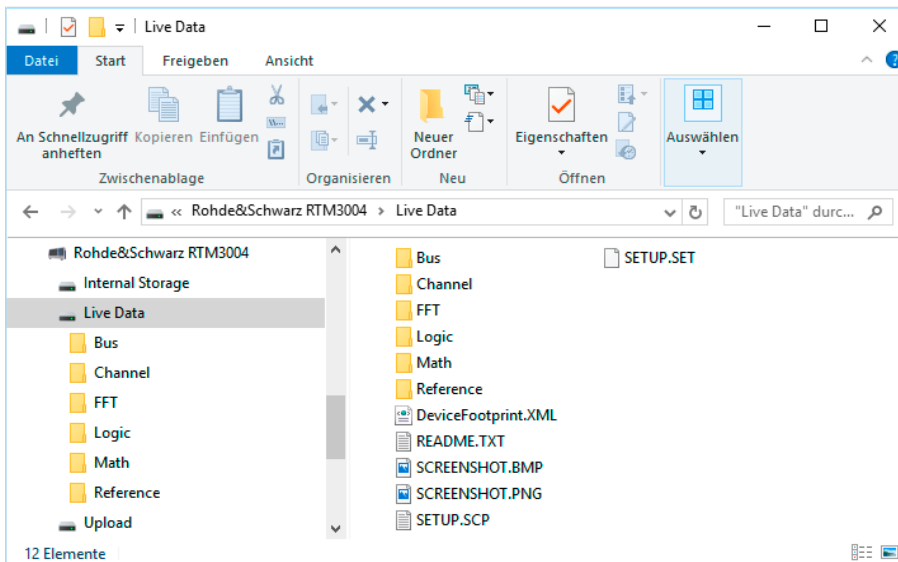 Live Data
Datei Start Freigeben Ansicht
An Schnellzugriff anheften
Kopieren
Einfügen
Neuer Ordner
Eigenschaften
Auswählen
Zwischenablage Organisieren Neu Öffnen
« Rohde&Schwarz RTM3004 > Live Data
"Live Data" durc...
Rohde&Schwarz RTM3004
Internal Storage
Live Data
Bus
Channel
FFT
Logic
Math
Reference
Upload
Bus
Channel
FFT
Logic
Math
Reference
DeviceFootprint.XML
README.TXT
SCREENSHOT.BMP
SCREENSHOT.PNG
SETUP.SCP
SETUP.SET
12 Elemente